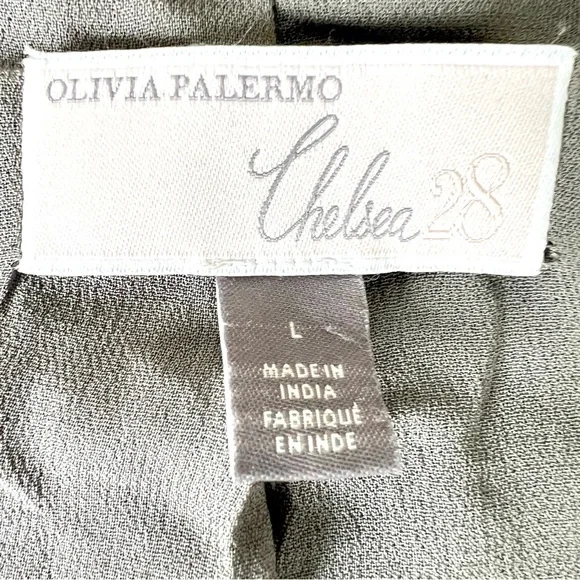 OLIVIA PALERMO
Chelsea28
L
MADE IN
INDIA
FABRIQUÉ
EN INDE